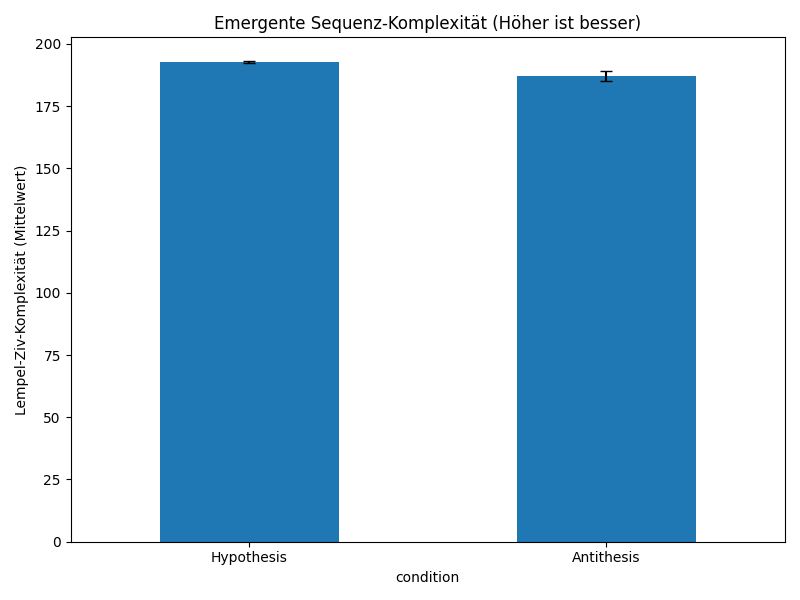 Emergente Sequenz-Komplexität (Höher ist besser)
Lempel-Ziv-Komplexität (Mittelwert)
200
175
150
125
100
75
50
25
0
Hypothesis
Antithesis
condition